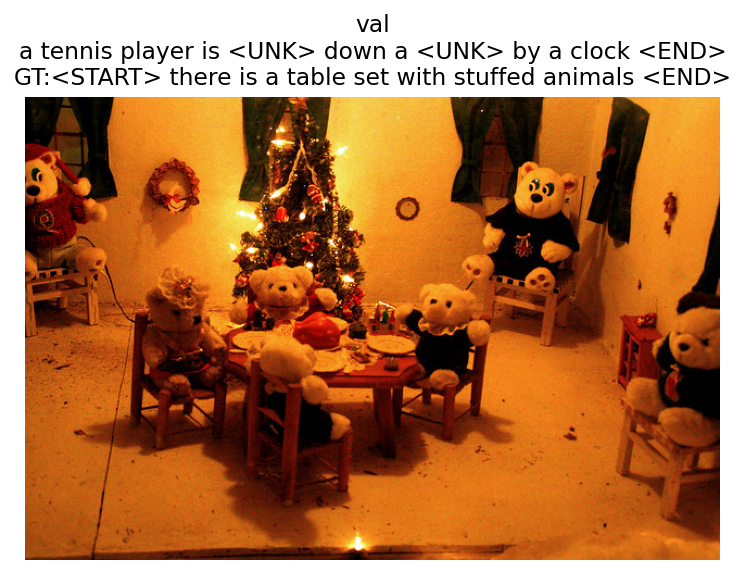 val
a tennis player is <UNK> down a <UNK> by a clock <END>
GT:<START> there is a table set with stuffed animals <END>